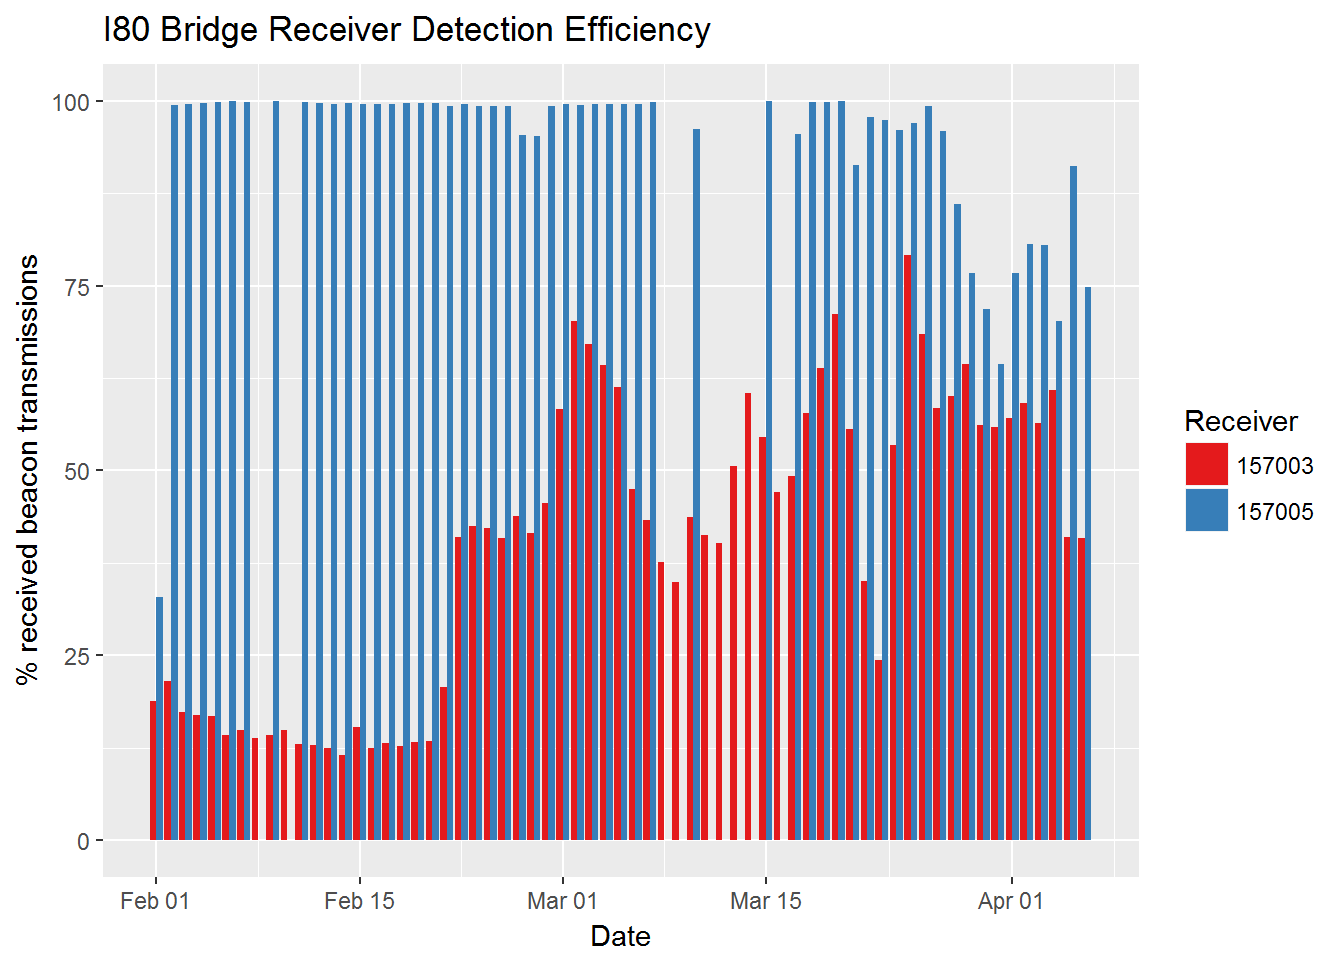 I80 Bridge Receiver Detection Efficiency
% received beacon transmissions
100
75
50
25
0
Feb 01
Feb 15
Mar 01
Mar 15
Apr 01
Date
Receiver
157003
157005